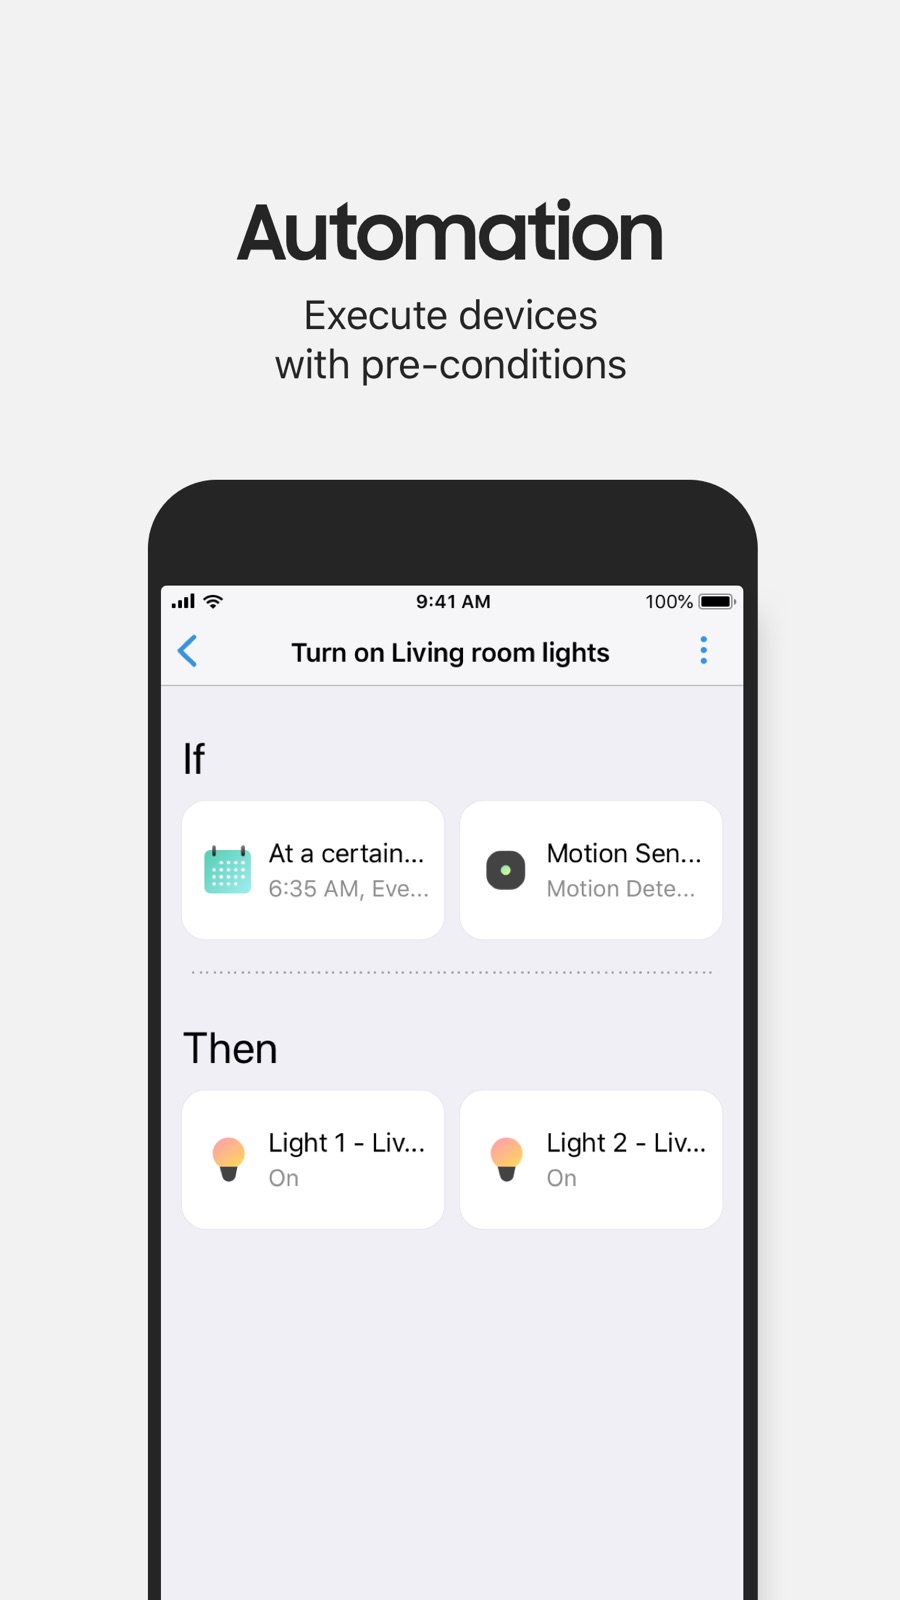 Automation
Execute devices
with pre-conditions
9:41 AM
100%
Turn on Living room lights
If
At a certain...
6:35 AM, Eve...
Motion Sen...
Motion Dete...
Then
Light 1 - Liv...
On
Light 2 - Liv...
On